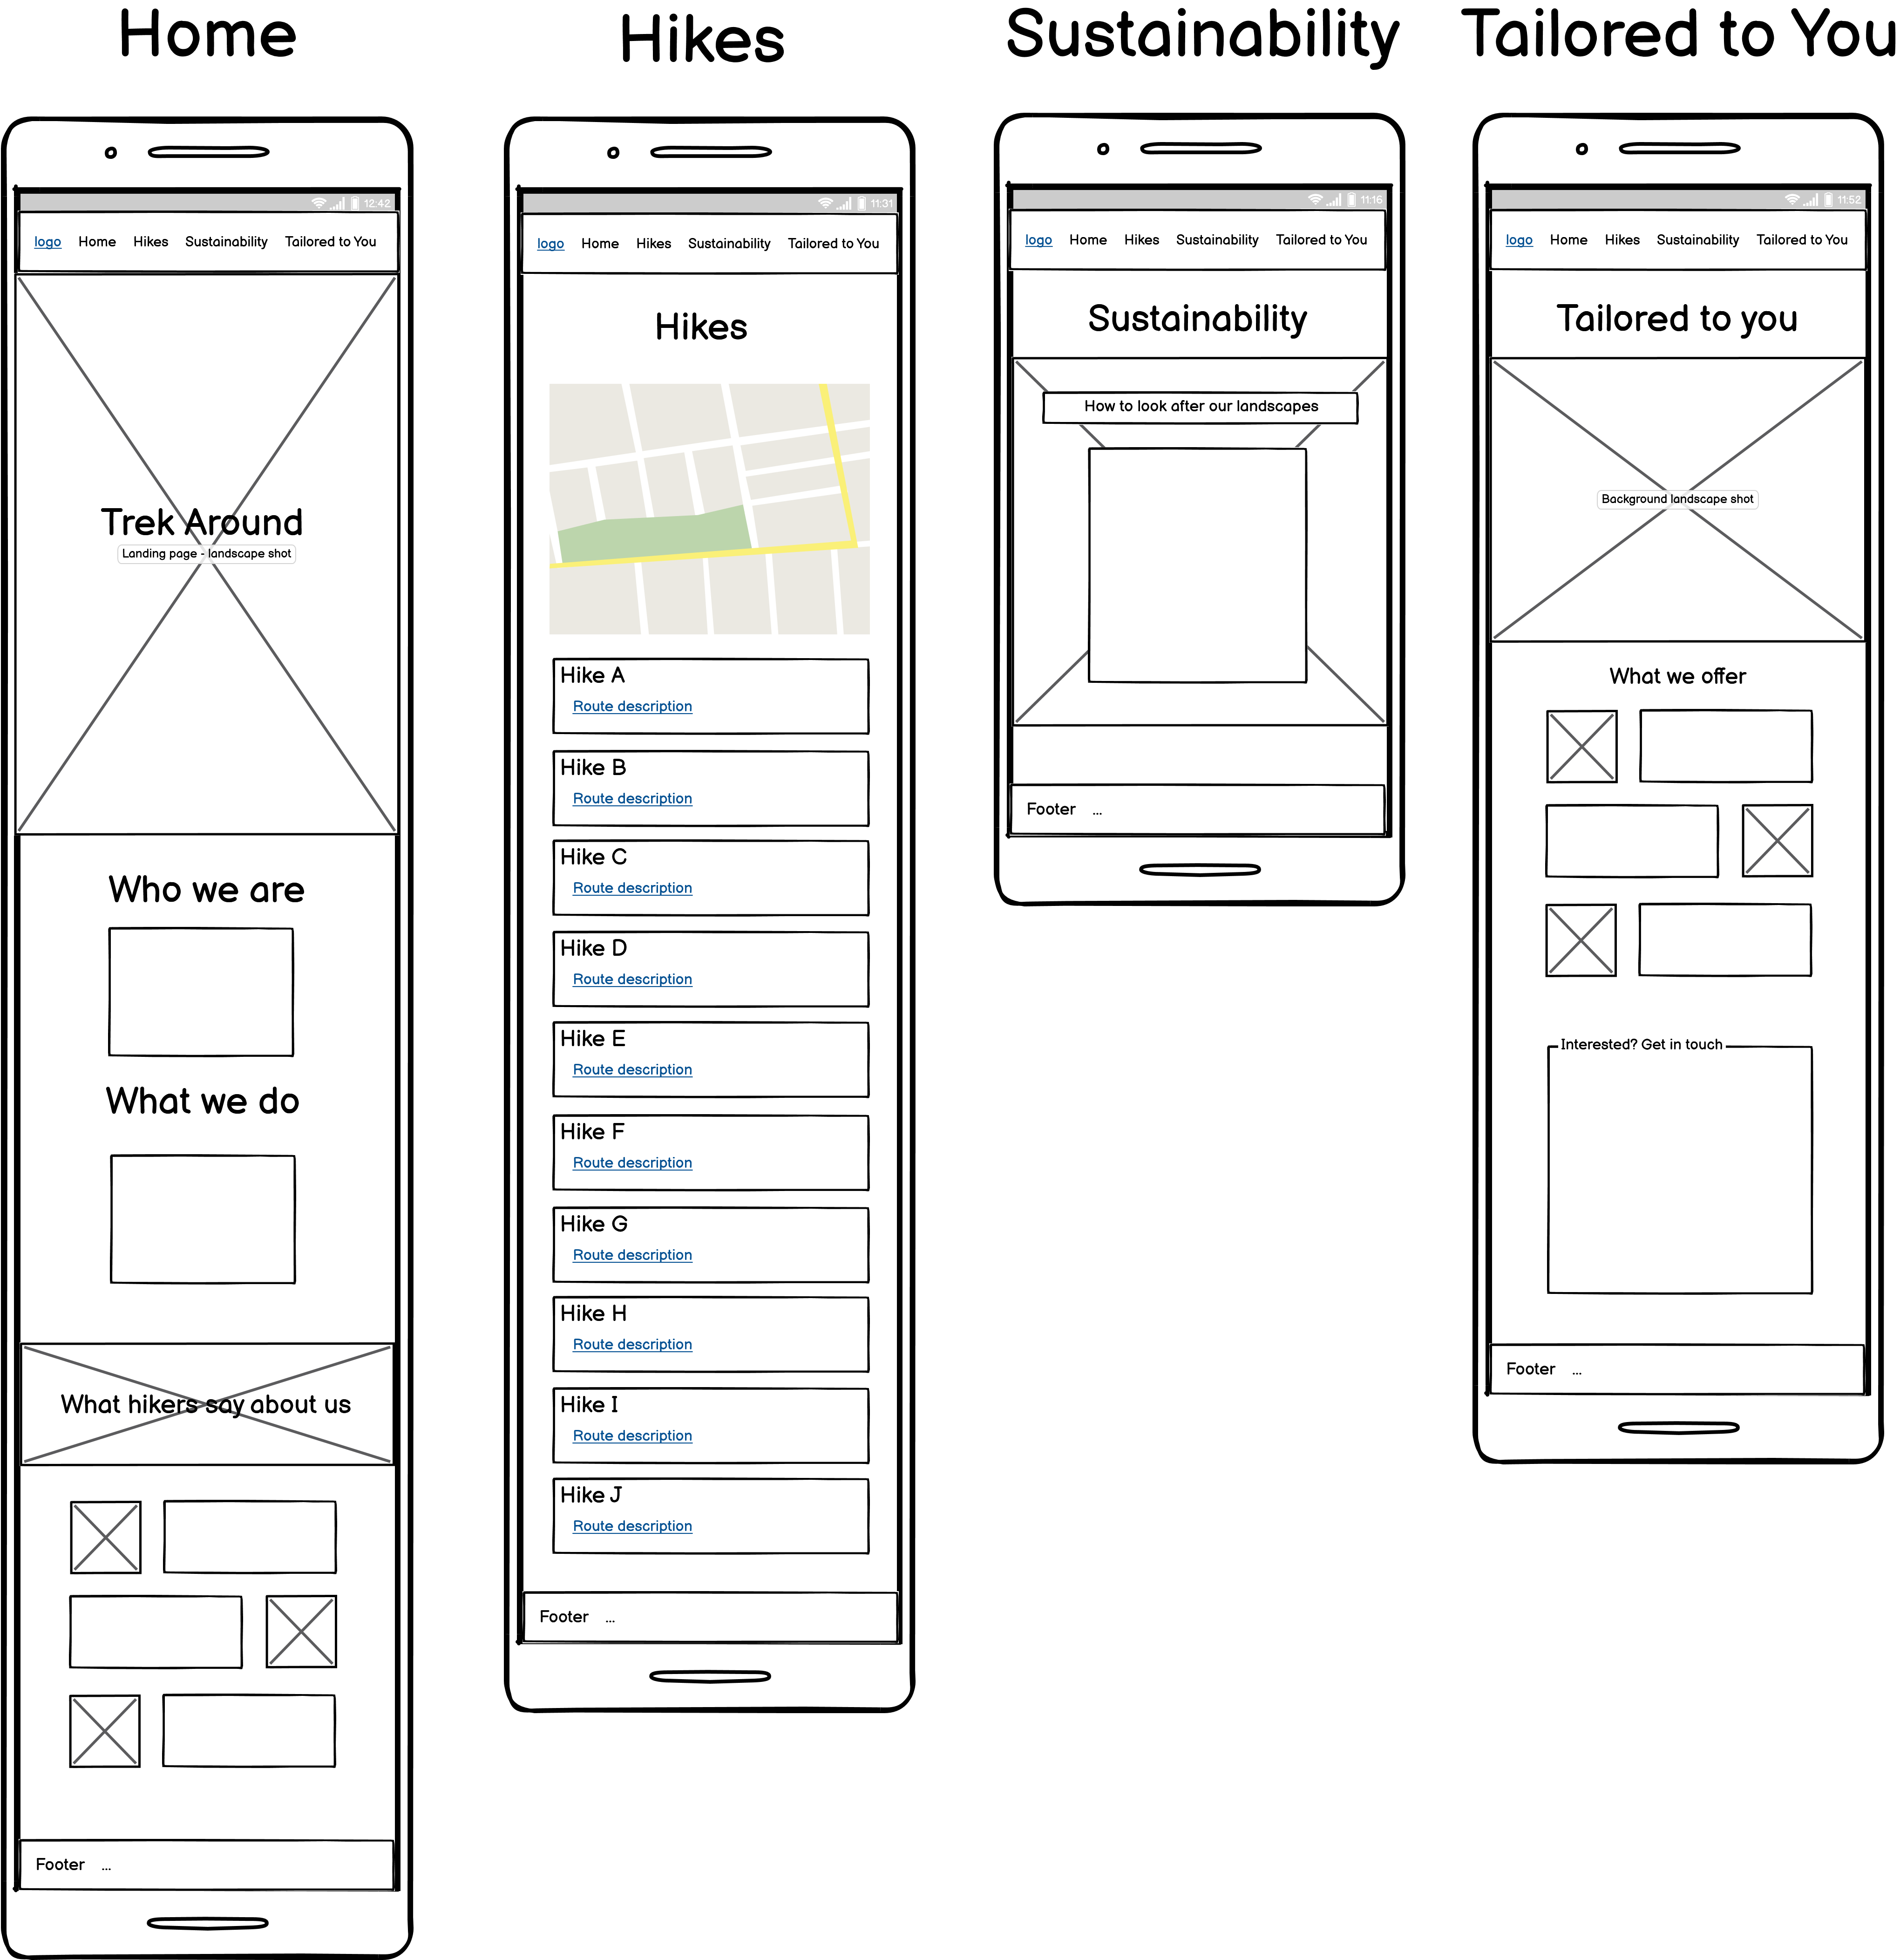 Home
12:42
logo Home Hikes Sustainability Tailored to You
Trek Around
Landing page - landscape shot
Who we are
What we do
What hikers say about us
Footer ...
Hikes
11:31
logo Home Hikes Sustainability Tailored to You
Hikes
Hike A
Route description
Hike B
Route description
Hike C
Route description
Hike D
Route description
Hike E
Route description
Hike F
Route description
Hike G
Route description
Hike H
Route description
Hike I
Route description
Hike J
Route description
Footer ...
Sustainability
11:16
logo Home Hikes Sustainability Tailored to You
Sustainability
How to look after our landscapes
Footer ...
Tailored to You
11:52
logo Home Hikes Sustainability Tailored to You
Tailored to you
Background landscape shot
What we offer
Interested? Get in touch
Footer ...